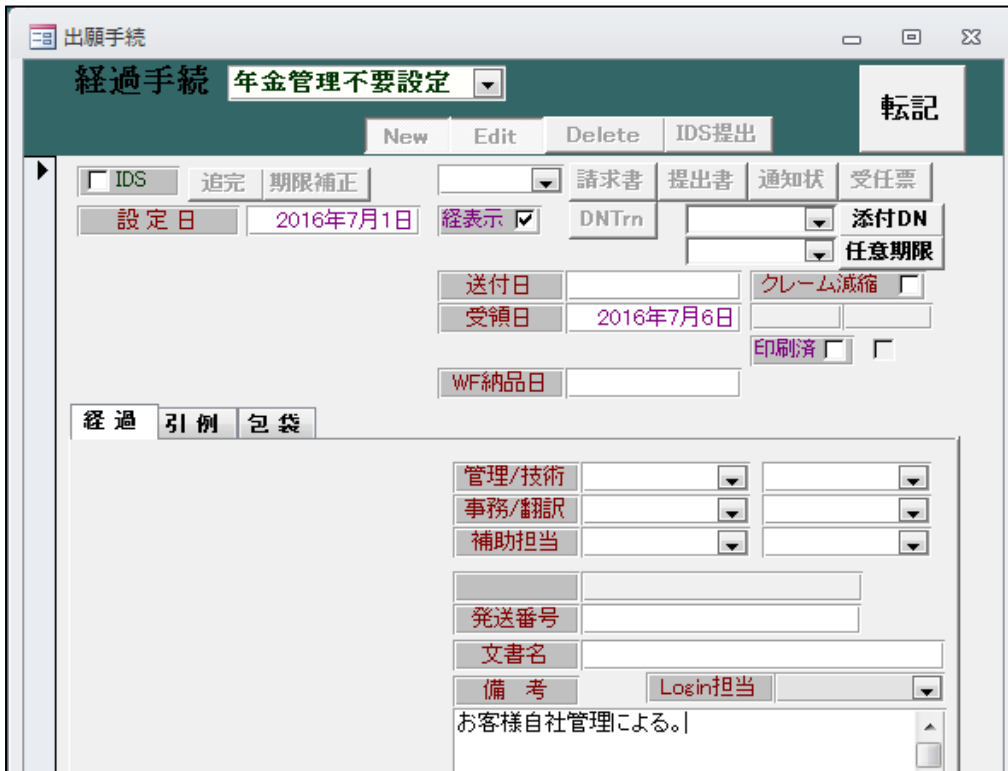 出願手続
経過手続 年金管理不要設定
転記
New Edit Delete IDS提出
IDS 追完 期限補正 請求書 提出書 通知状 受任票
設定日 2016年7月1日 経表示 DNTrn 添付DN
任意期限
送付日 クレーム減縮
受領日 2016年7月6日
印刷済
WF納品日
経過 引例 包袋
管理/技術
事務/翻訳
補助担当
発送番号
文書名
備考 Login担当
お客様自社管理による。